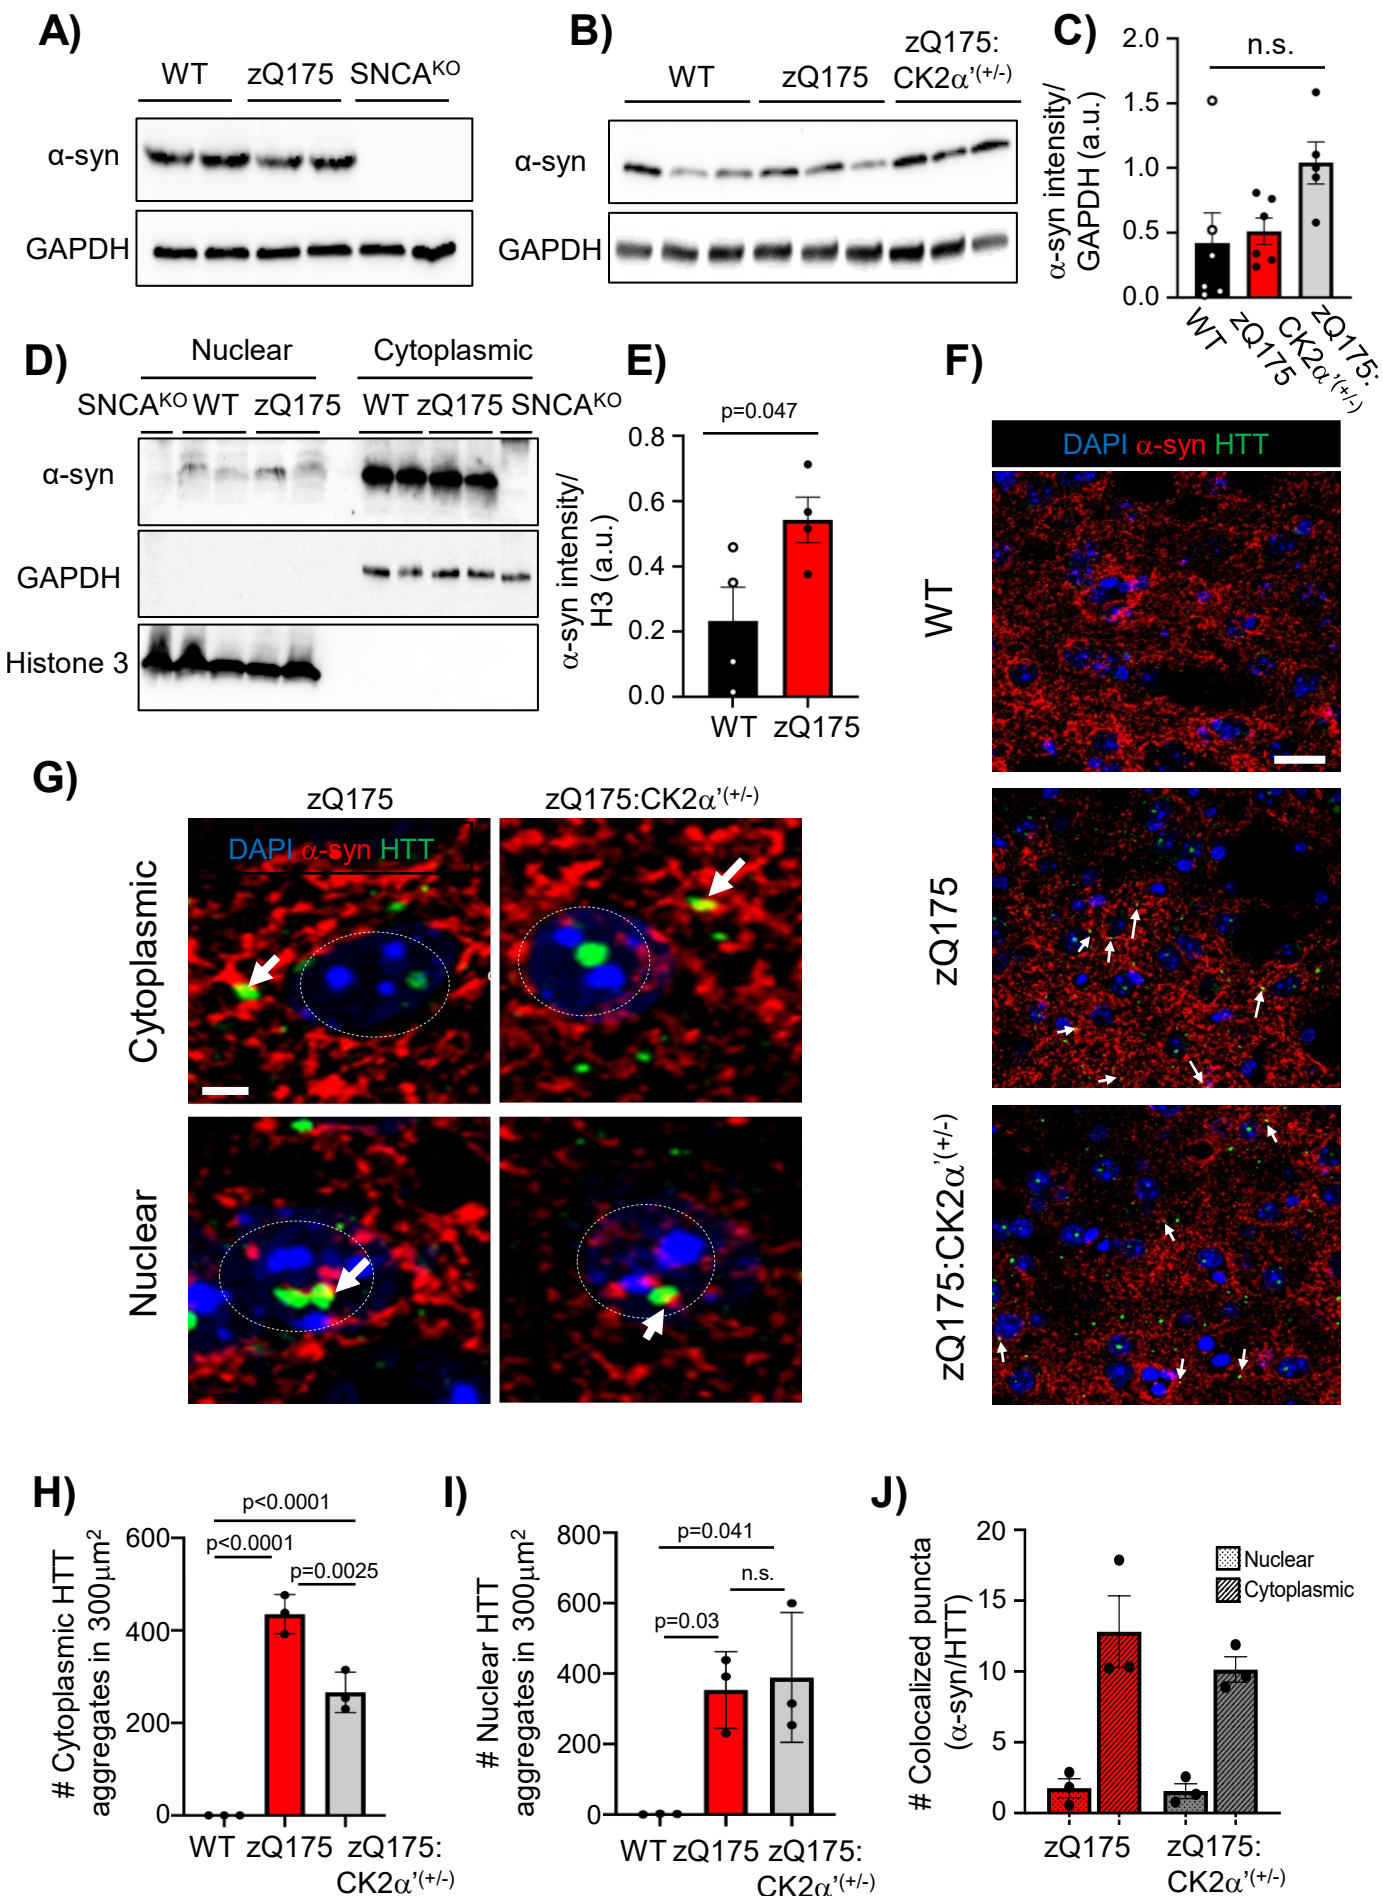 A)
WT zQ175 SNCAᴷᴼ
α-syn
GAPDH
B)
WT zQ175 zQ175:
CK2α'(+/-)
α-syn
GAPDH
C)
α-syn intensity/
GAPDH (a.u.)
2.0
1.5
1.0
0.5
0.0
n.s.
WT
zQ175
zQ175:
CK2α'(+/-)
D)
Nuclear Cytoplasmic
SNCAᴷᴼ WT zQ175 WT zQ175 SNCAᴷᴼ
α-syn
GAPDH
Histone 3
E)
α-syn intensity/
H3 (a.u.)
p=0.047
0.8
0.6
0.4
0.2
0.0
WT zQ175
F)
DAPI α-syn HTT
WT
zQ175
zQ175:CK2α'(+/-)
G)
zQ175 zQ175:CK2α'(+/-)
DAPI α-syn HTT
Cytoplasmic
Nuclear
H)
# Cytoplasmic HTT
aggregates in 300μm²
p<0.0001
p<0.0001
p=0.0025
600
400
200
0
WT zQ175 zQ175:
CK2α'(+/-)
I)
# Nuclear HTT
aggregates in 300μm²
p=0.041
n.s.
p=0.03
800
600
400
200
0
WT zQ175 zQ175:
CK2α'(+/-)
J)
# Colocalized puncta
(α-syn/HTT)
20
15
10
5
0
Nuclear
Cytoplasmic
zQ175 zQ175:
CK2α'(+/-)